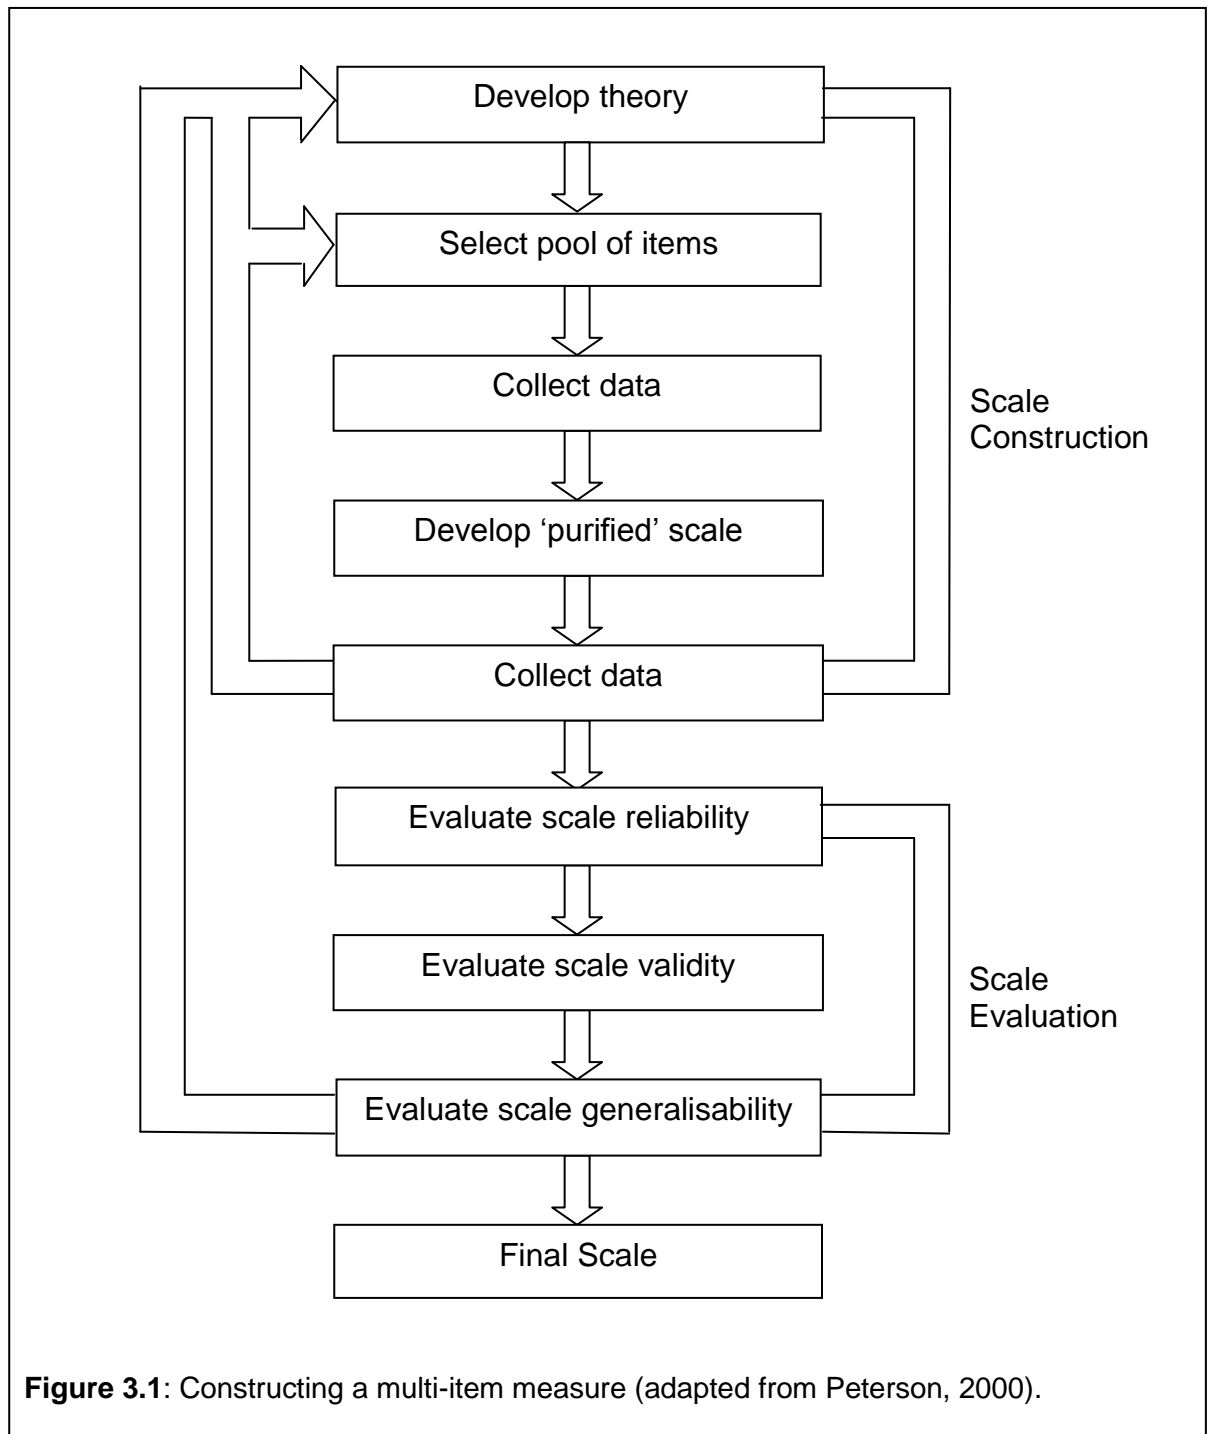 Develop theory
Select pool of items
Collect data
Scale
Construction
Develop ‘purified’ scale
Collect data
Evaluate scale reliability
Evaluate scale validity
Scale
Evaluation
Evaluate scale generalisability
Final Scale
Figure 3.1: Constructing a multi-item measure (adapted from Peterson, 2000).